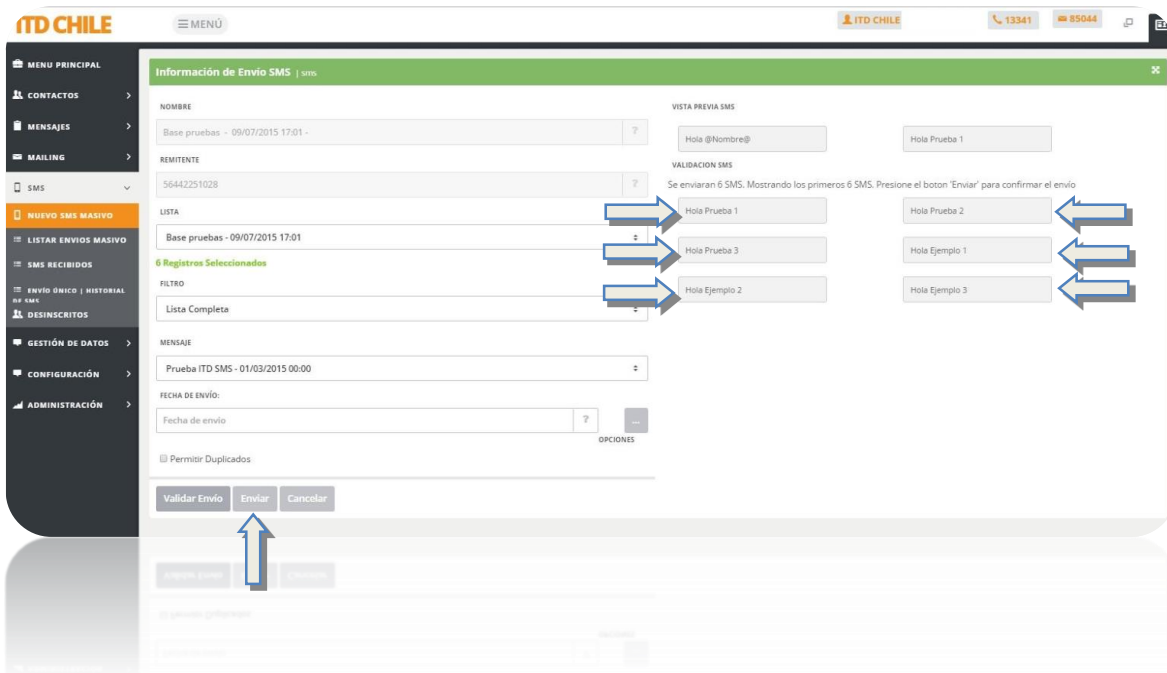 ITD CHILE
MENÚ
ITD CHILE
13341
85044
MENU PRINCIPAL
CONTACTOS
MENSAJES
MAILING
SMS
NUEVO SMS MASIVO
LISTAR ENVIOS MASIVO
SMS RECIBIDOS
ENVÍO ÚNICO | HISTORIAL
DE SMS
DESINSCRITOS
GESTIÓN DE DATOS
CONFIGURACIÓN
ADMINISTRACIÓN
Información de Envío SMS | sms
NOMBRE
Base pruebas - 09/07/2015 17:01 -
?
REMITENTE
56442251028
?
LISTA
Base pruebas - 09/07/2015 17:01
6 Registros Seleccionados
FILTRO
Lista Completa
MENSAJE
Prueba ITD SMS - 01/03/2015 00:00
FECHA DE ENVÍO:
Fecha de envio
?
...
OPCIONES
Permitir Duplicados
Validar Envío
Enviar
Cancelar
VISTA PREVIA SMS
Hola @Nombre@
Hola Prueba 1
VALIDACION SMS
Se enviaran 6 SMS. Mostrando los primeros 6 SMS. Presione el boton 'Enviar' para confirmar el envío
Hola Prueba 1
Hola Prueba 2
Hola Prueba 3
Hola Ejemplo 1
Hola Ejemplo 2
Hola Ejemplo 3